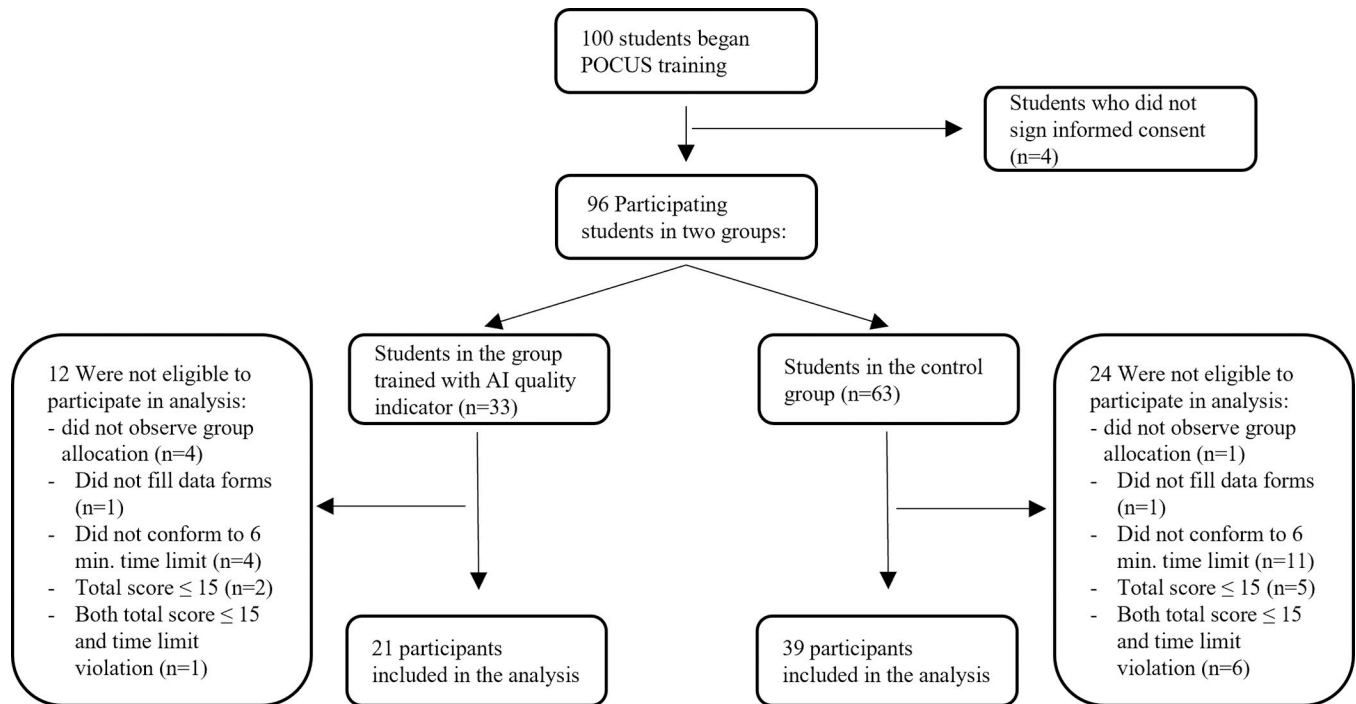 100 students began
POCUS training
Students who did not
sign informed consent
(n=4)
96 Participating
students in two groups:
12 Were not eligible to
participate in analysis:
- did not observe group
allocation (n=4)
- Did not fill data forms
(n=1)
- Did not conform to 6
min. time limit (n=4)
- Total score ≤ 15 (n=2)
- Both total score ≤ 15
and time limit
violation (n=1)
Students in the group
trained with AI quality
indicator (n=33)
Students in the control
group (n=63)
24 Were not eligible to
participate in analysis:
- did not observe group
allocation (n=1)
- Did not fill data forms
(n=1)
- Did not conform to 6
min. time limit (n=11)
- Total score ≤ 15 (n=5)
- Both total score ≤ 15
and time limit
violation (n=6)
21 participants
included in the analysis
39 participants
included in the analysis